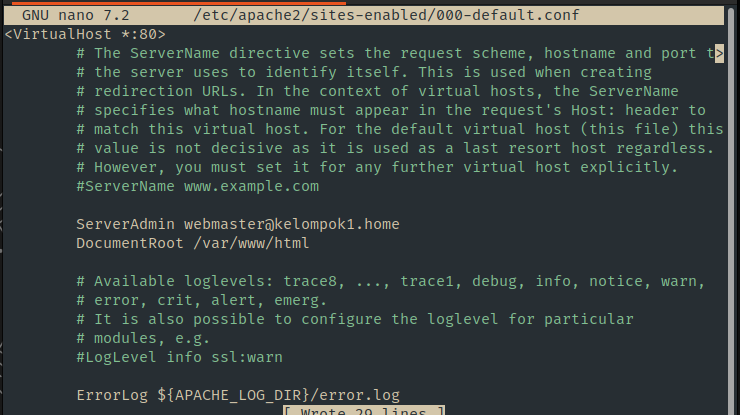 GNU nano 7.2 /etc/apache2/sites-enabled/000-default.conf
<VirtualHost *:80>
# The ServerName directive sets the request scheme, hostname and port t>
# the server uses to identify itself. This is used when creating
# redirection URLs. In the context of virtual hosts, the ServerName
# specifies what hostname must appear in the request's Host: header to
# match this virtual host. For the default virtual host (this file) this
# value is not decisive as it is used as a last resort host regardless.
# However, you must set it for any further virtual host explicitly.
#ServerName www.example.com
ServerAdmin webmaster@kelompok1.home
DocumentRoot /var/www/html
# Available loglevels: trace8, ..., trace1, debug, info, notice, warn,
# error, crit, alert, emerg.
# It is also possible to configure the loglevel for particular
# modules, e.g.
#LogLevel info ssl:warn
ErrorLog ${APACHE_LOG_DIR}/error.log
[ Wrote 29 lines ]